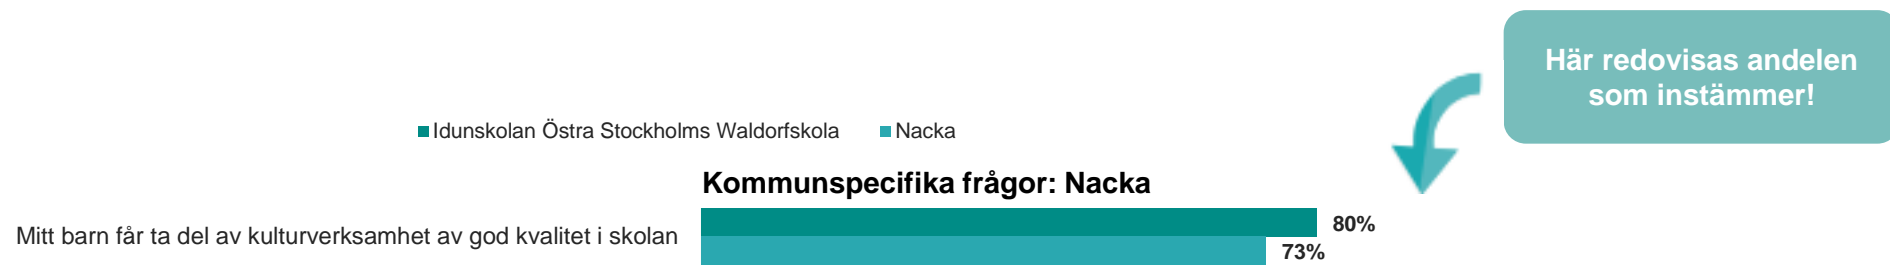 Här redovisas andelen
som instämmer!
Idunskolan Östra Stockholms Waldorfskola Nacka
Kommunspecifika frågor: Nacka
Mitt barn får ta del av kulturverksamhet av god kvalitet i skolan
80%
73%